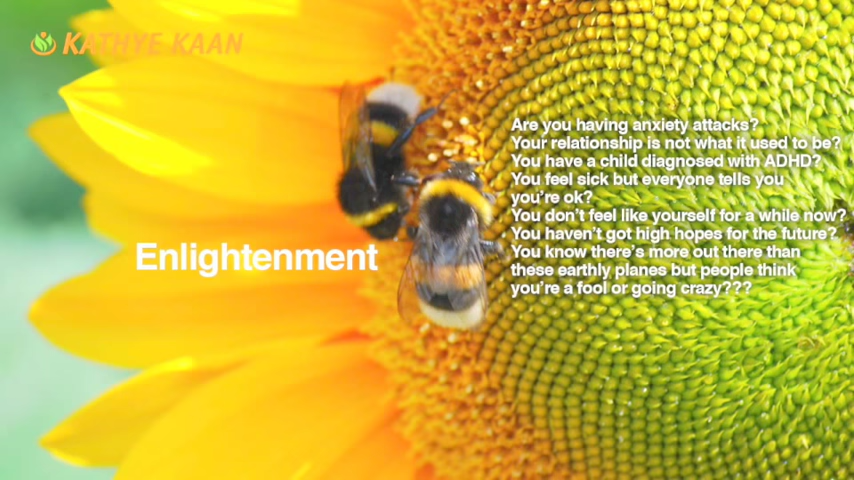 KATHYE KAAN
Enlightenment
Are you having anxiety attacks?
Your relationship is not what it used to be?
You have a child diagnosed with ADHD?
You feel sick but everyone tells you
you're ok?
You don't feel like yourself for a while now?
You haven't got high hopes for the future?
You know there's more out there than
these earthly planes but people think
you're a fool or going crazy???